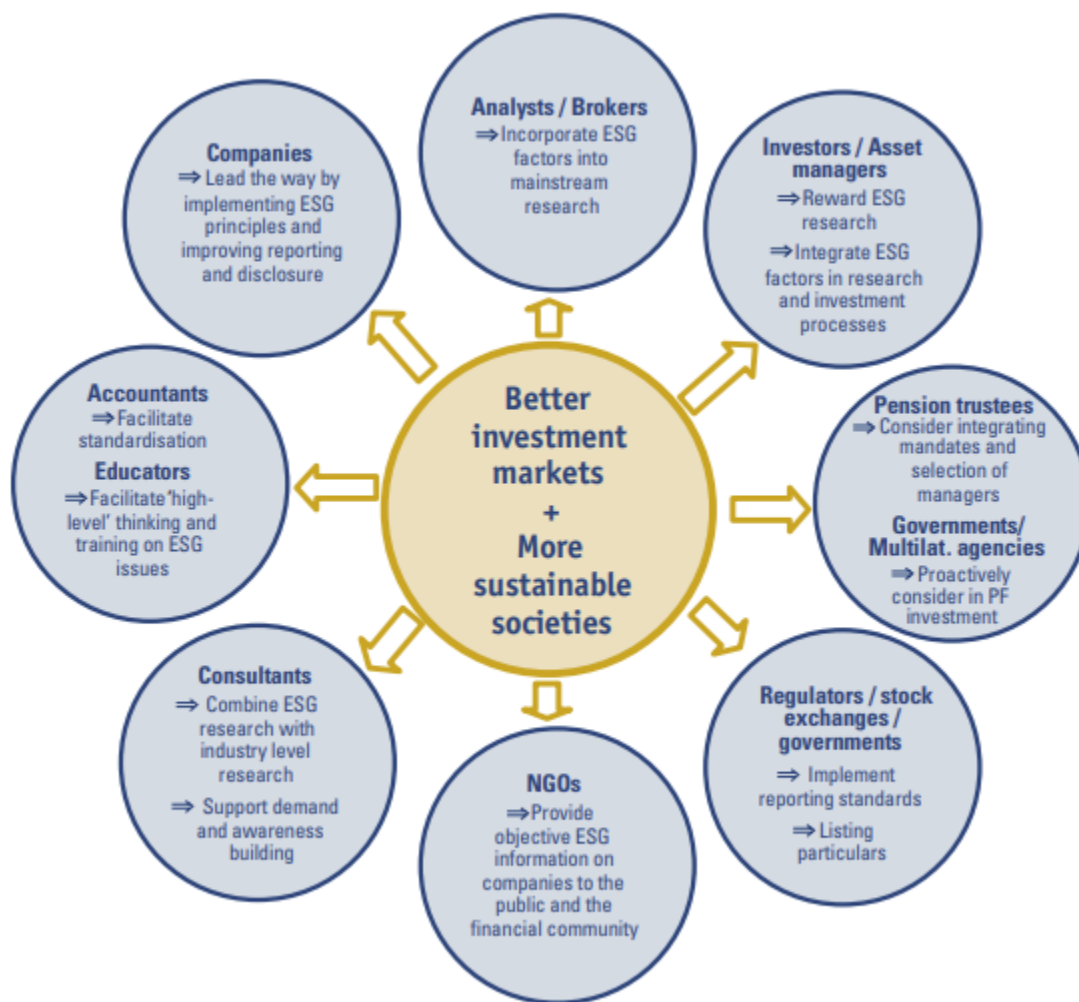 Analysts / Brokers
⇒ Incorporate ESG
factors into
mainstream
research
Investors / Asset
managers
⇒ Reward ESG
research
⇒ Integrate ESG
factors in research
and investment
processes
Pension trustees
⇒ Consider integrating
mandates and
selection of
managers
Governments/
Multilat. agencies
⇒ Proactively
consider in PF
investment
Regulators / stock
exchanges /
governments
⇒ Implement
reporting standards
⇒ Listing
particulars
NGOs
⇒ Provide
objective ESG
information on
companies to the
public and the
financial community
Consultants
⇒ Combine ESG
research with
industry level
research
⇒ Support demand
and awareness
building
Accountants
⇒ Facilitate
standardisation
Educators
⇒ Facilitate 'high-
level' thinking and
training on ESG
issues
Companies
⇒ Lead the way by
implementing ESG
principles and
improving reporting
and disclosure
Better
investment
markets
+
More
sustainable
societies